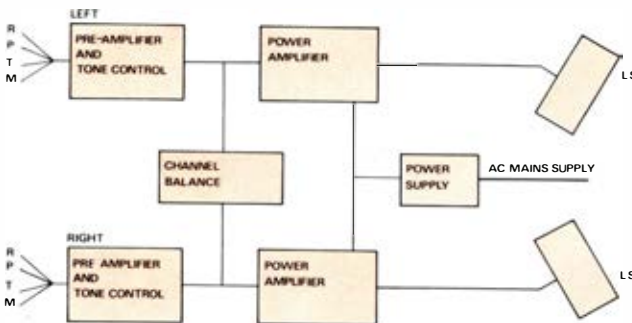 LEFT
R
P
T
M
PRE-AMPLIFIER
AND
TONE CONTROL
POWER
AMPLIFIER
LS
CHANNEL
BALANCE
POWER
SUPPLY
AC MAINS SUPPLY
RIGHT
R
P
T
M
PRE AMPLIFIER
AND
TONE CONTROL
POWER
AMPLIFIER
LS